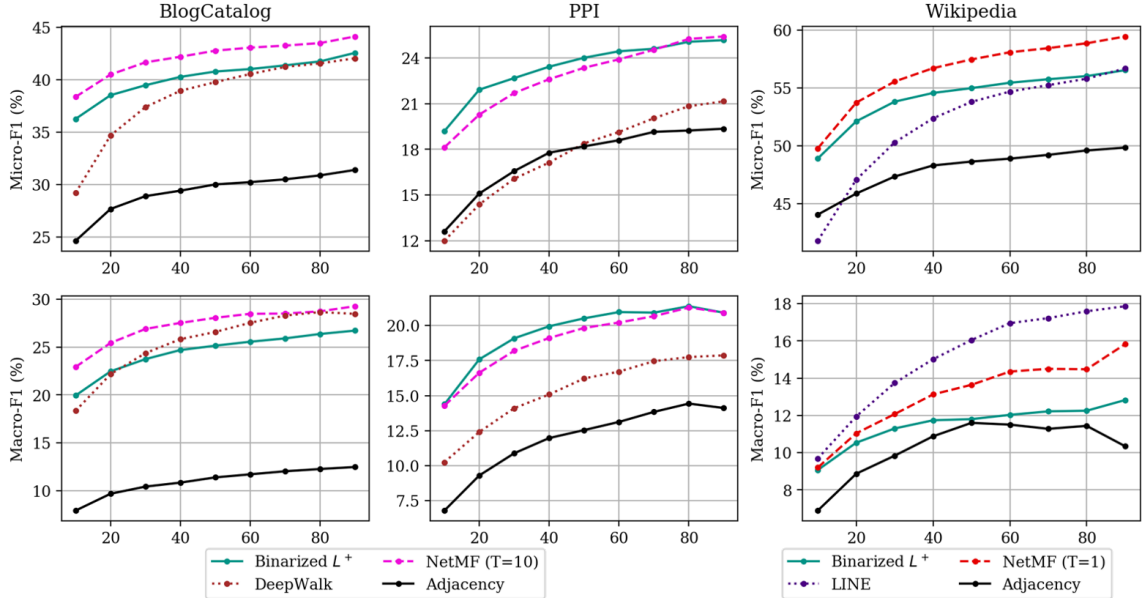 BlogCatalog
PPI
Wikipedia
Micro-F1 (%)
45
40
35
30
25
20 40 60 80
Micro-F1 (%)
24
21
18
15
12
20 40 60 80
Micro-F1 (%)
60
55
50
45
20 40 60 80
Macro-F1 (%)
30
25
20
15
10
20 40 60 80
20.0
17.5
15.0
12.5
10.0
7.5
20 40 60 80
Macro-F1 (%)
18
16
14
12
10
8
20 40 60 80
Binarized L⁺ NetMF (T=10)
DeepWalk Adjacency
Binarized L⁺ NetMF (T=1)
LINE Adjacency